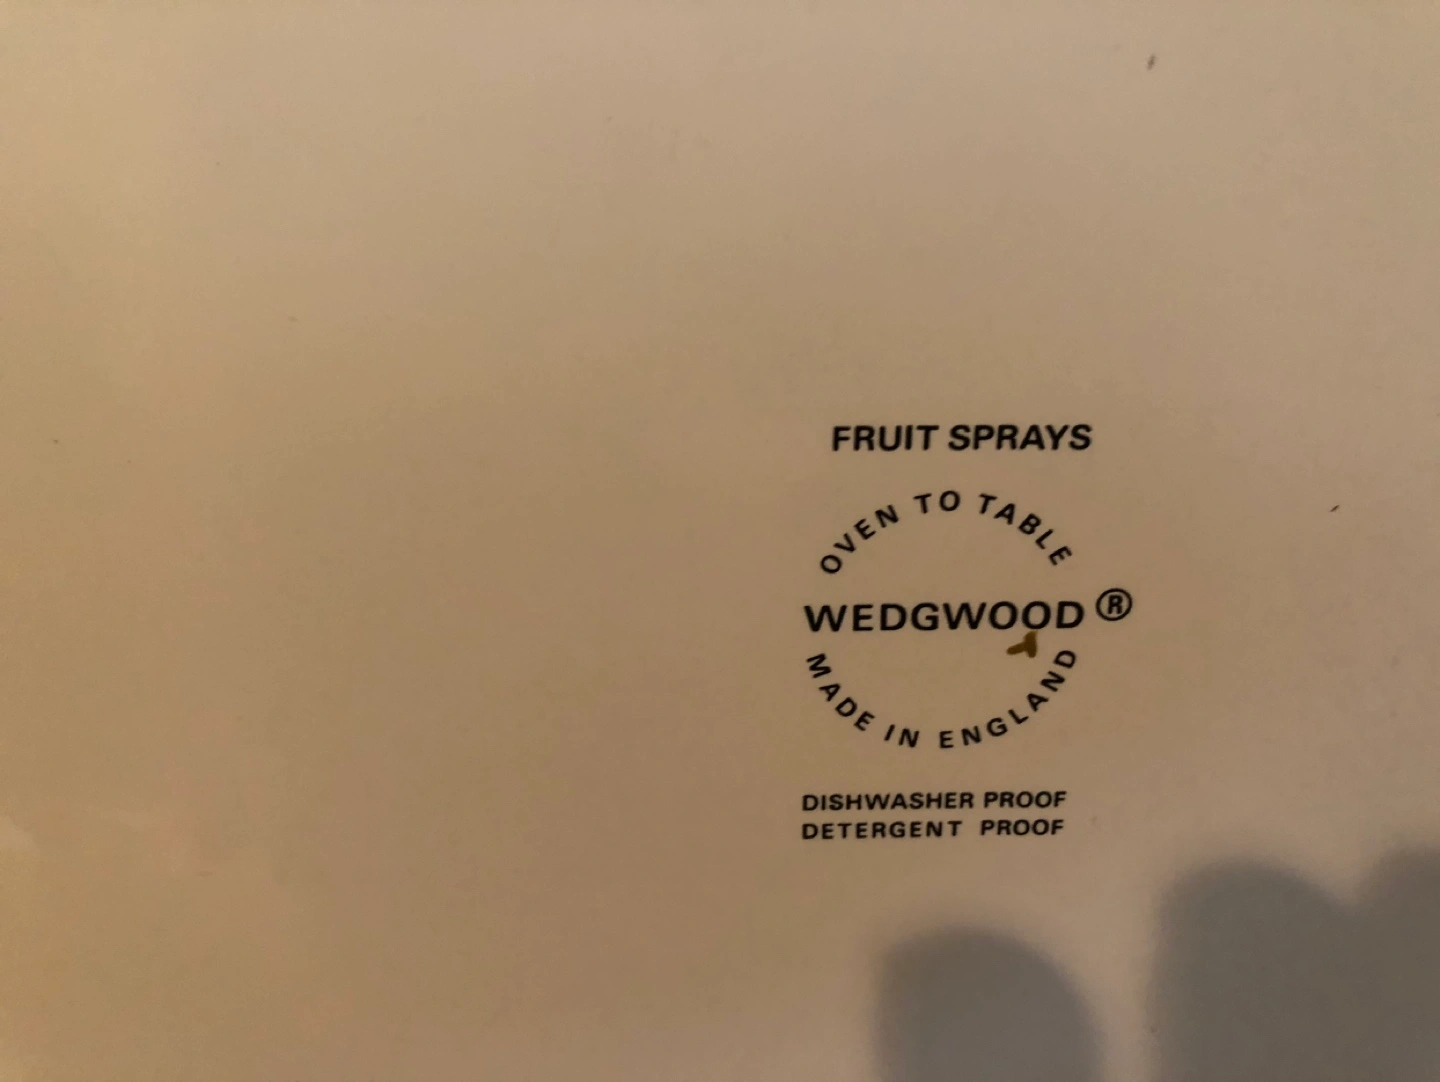 FRUIT SPRAYS
OVEN TO TABLE
WEDGWOOD ®
MADE IN ENGLAND
DISHWASHER PROOF
DETERGENT PROOF